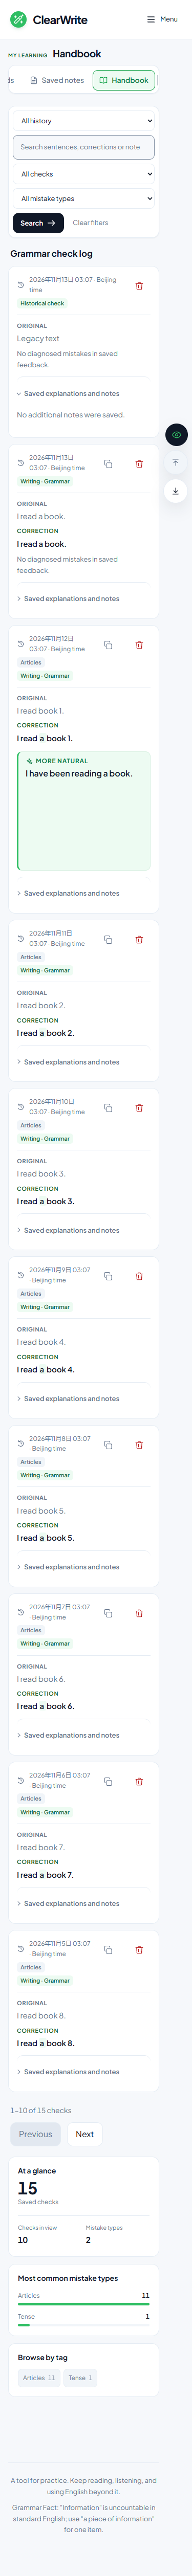 ClearWrite
Menu
MY LEARNING Handbook
ds Saved notes Handbook
All history
Search sentences, corrections or note
All checks
All mistake types
Search Clear filters
Grammar check log
2026年11月13日 03:07 · Beijing
time
Historical check
ORIGINAL
Legacy text
No diagnosed mistakes in saved
feedback.
Saved explanations and notes
No additional notes were saved.
2026年11月13日
03:07 · Beijing time
Writing · Grammar
ORIGINAL
I read a book.
CORRECTION
I read a book.
No diagnosed mistakes in saved
feedback.
Saved explanations and notes
2026年11月12日
03:07 · Beijing time
Articles
Writing · Grammar
ORIGINAL
I read book 1.
CORRECTION
I read a book 1.
MORE NATURAL
I have been reading a book.
Saved explanations and notes
2026年11月11日
03:07 · Beijing time
Articles
Writing · Grammar
ORIGINAL
I read book 2.
CORRECTION
I read a book 2.
Saved explanations and notes
2026年11月10日
03:07 · Beijing time
Articles
Writing · Grammar
ORIGINAL
I read book 3.
CORRECTION
I read a book 3.
Saved explanations and notes
2026年11月9日 03:07
· Beijing time
Articles
Writing · Grammar
ORIGINAL
I read book 4.
CORRECTION
I read a book 4.
Saved explanations and notes
2026年11月8日 03:07
· Beijing time
Articles
Writing · Grammar
ORIGINAL
I read book 5.
CORRECTION
I read a book 5.
Saved explanations and notes
2026年11月7日 03:07
· Beijing time
Articles
Writing · Grammar
ORIGINAL
I read book 6.
CORRECTION
I read a book 6.
Saved explanations and notes
2026年11月6日 03:07
· Beijing time
Articles
Writing · Grammar
ORIGINAL
I read book 7.
CORRECTION
I read a book 7.
Saved explanations and notes
2026年11月5日 03:07
· Beijing time
Articles
Writing · Grammar
ORIGINAL
I read book 8.
CORRECTION
I read a book 8.
Saved explanations and notes
1–10 of 15 checks
Previous Next
At a glance
15
Saved checks
Checks in view Mistake types
10 2
Most common mistake types
Articles 11
Tense 1
Browse by tag
Articles 11 Tense 1
A tool for practice. Keep reading, listening, and
using English beyond it.
Grammar Fact: "Information" is uncountable in
standard English; use "a piece of information"
for one item.